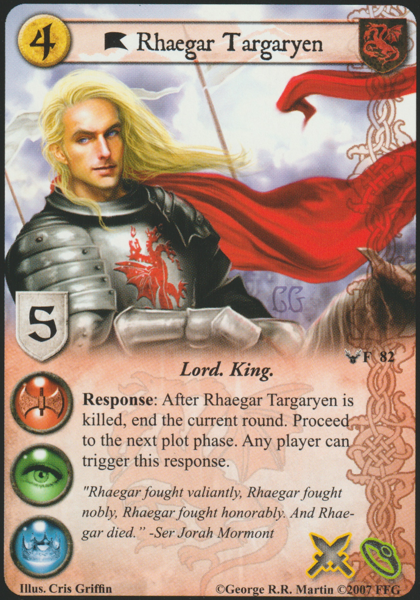 4
Rhaegar Targaryen
CG
5
F 82
Lord. King.
Response: After Rhaegar Targaryen is
killed, end the current round. Proceed
to the next plot phase. Any player can
trigger this response.
"Rhaegar fought valiantly, Rhaegar fought
nobly, Rhaegar fought honorably. And Rhae-
gar died.” -Ser Jorah Mormont
Illus. Cris Griffin
©George R.R. Martin ©2007 FFG